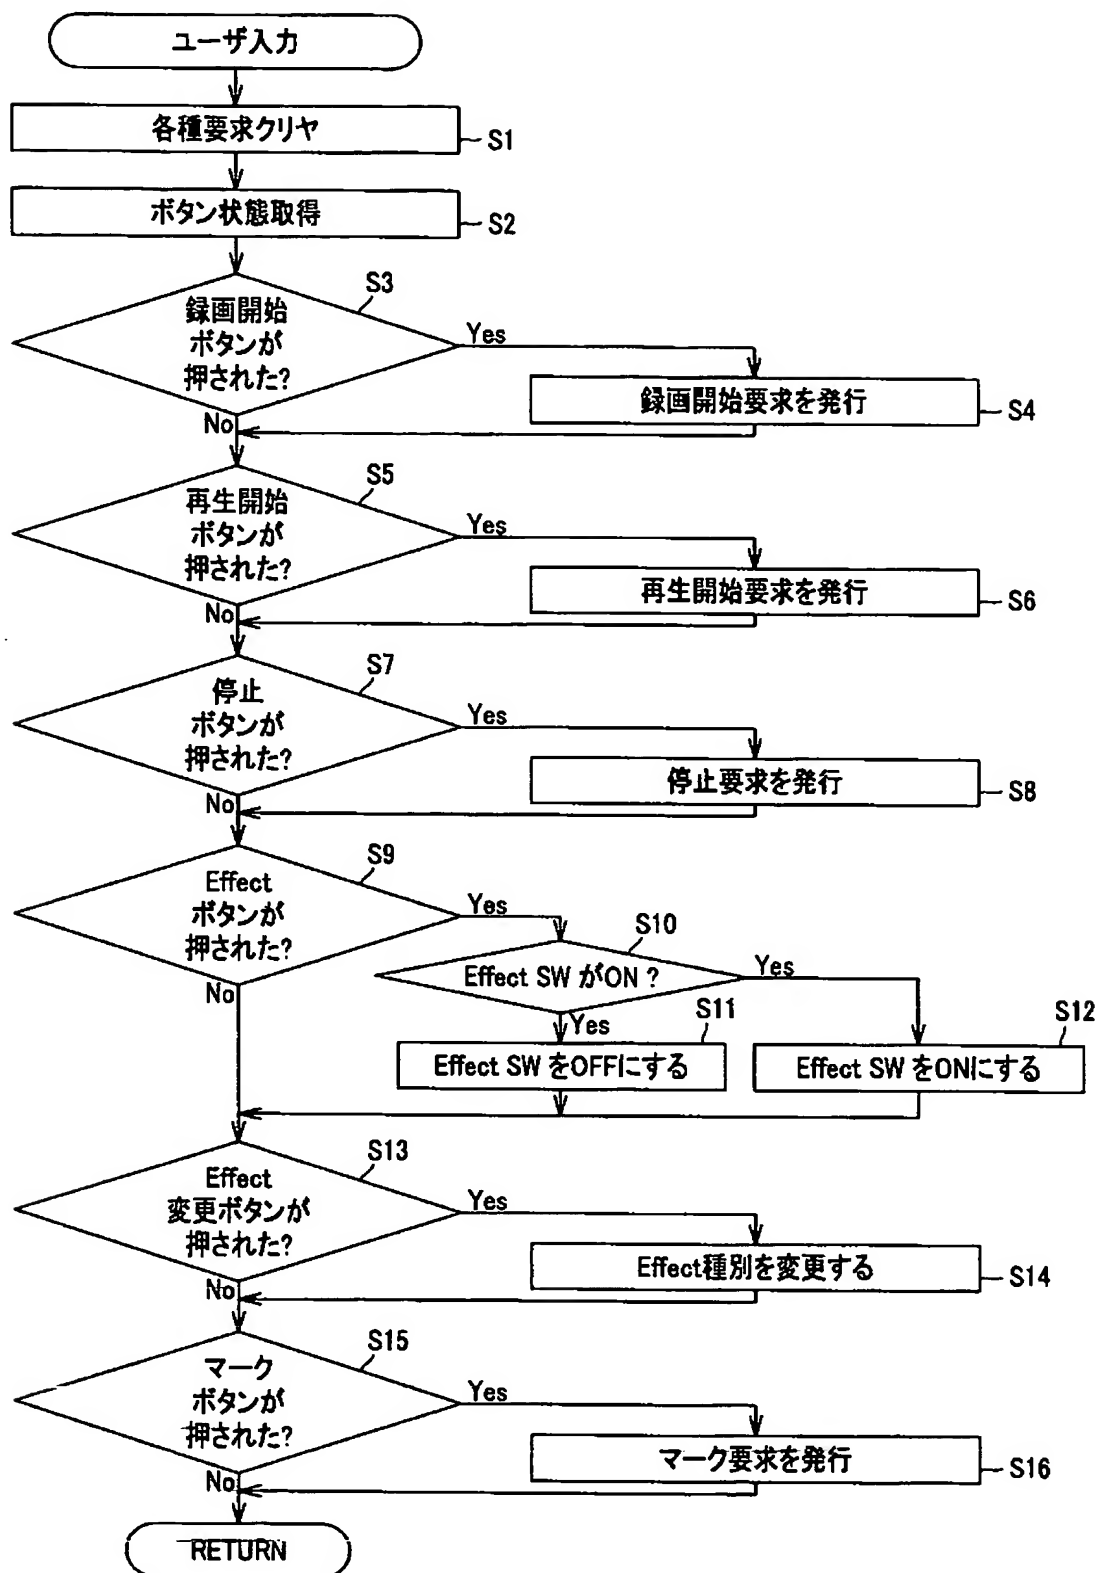 ユーザ入力
各種要求クリヤ
S1
ボタン状態取得
S2
S3
録画開始
ボタンが
押された?
Yes
録画開始要求を発行
S4
No
S5
再生開始
ボタンが
押された?
Yes
再生開始要求を発行
S6
No
S7
停止
ボタンが
押された?
Yes
停止要求を発行
S8
No
S9
Effect
ボタンが
押された?
Yes
S10
Effect SW がON ?
Yes
No
Yes
S11
Effect SW をOFFにする
S12
Effect SW をONにする
S13
Effect
変更ボタンが
押された?
Yes
Effect種別を変更する
S14
No
S15
マーク
ボタンが
押された?
Yes
マーク要求を発行
S16
No
RETURN